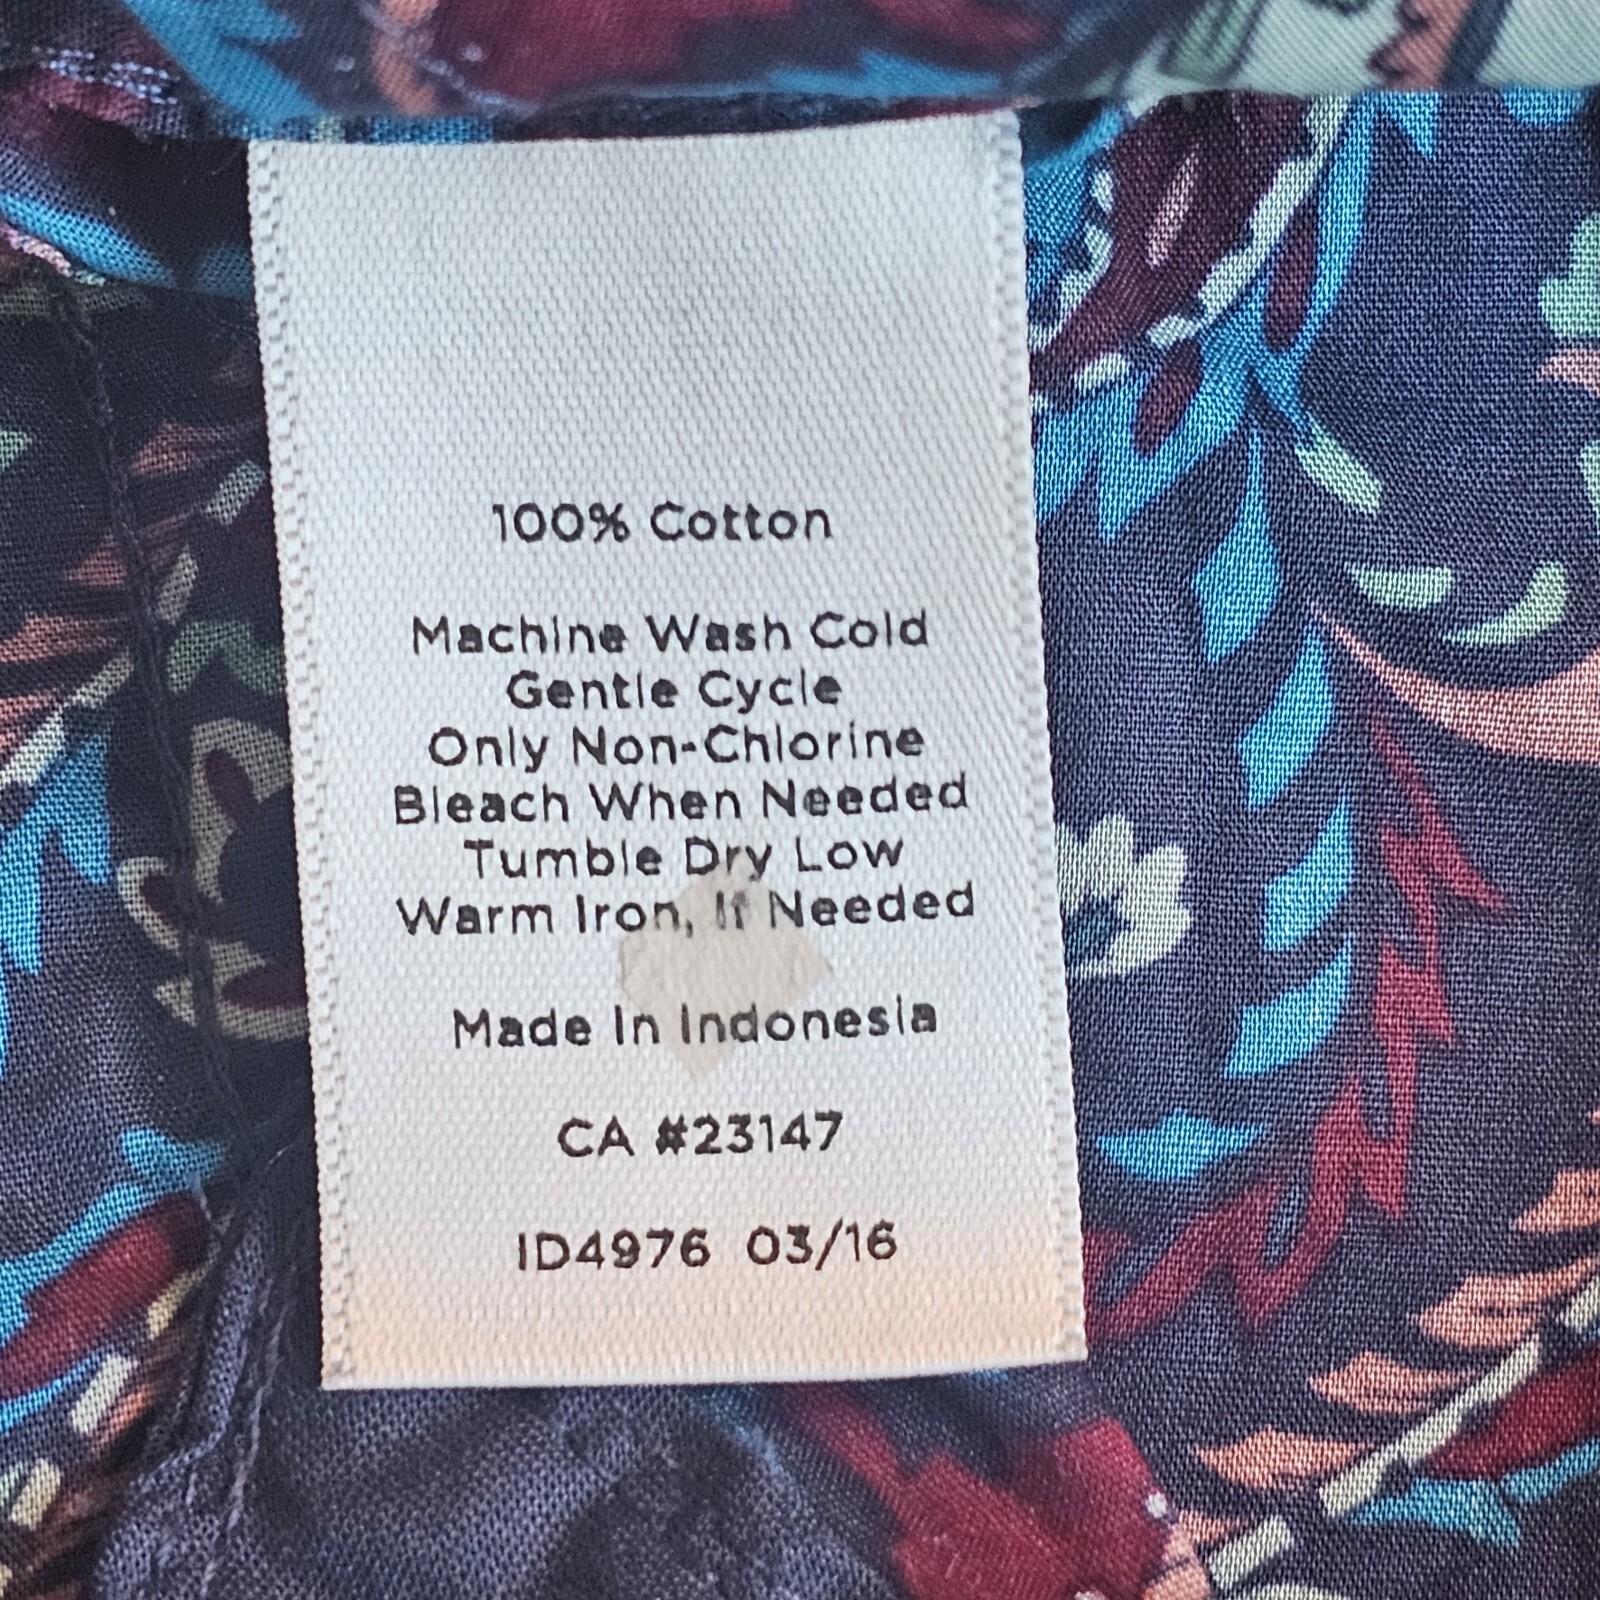 100% Cotton
Machine Wash Cold
Gentle Cycle
Only Non-Chlorine
Bleach When Needed
Tumble Dry Low
Warm Iron, If Needed
Made In Indonesia
CA #23147
ID4976 03/16